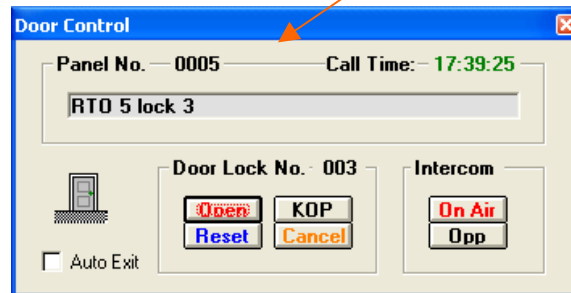 Door Control
Panel No. 0005 Call Time: 17:39:25
RTO 5 lock 3
Door Lock No. 003 Intercom
Open KOP On Air
Reset Cancel Opp
Auto Exit